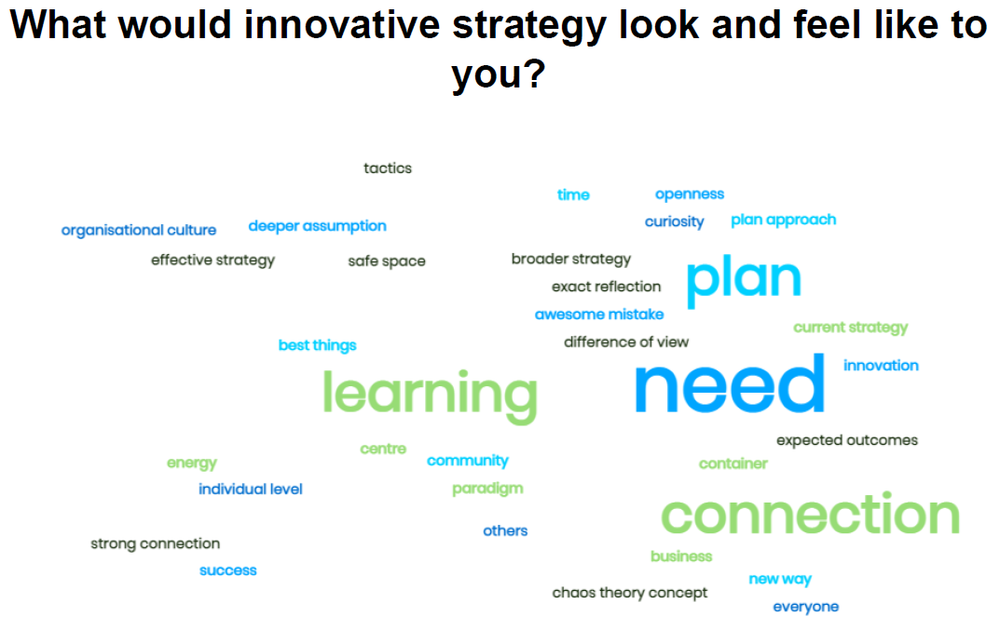 What would innovative strategy look and feel like to
you?
tactics
time
openness
organisational culture
deeper assumption
curiosity
plan approach
effective strategy
safe space
broader strategy
plan
exact reflection
awesome mistake
current strategy
difference of view
best things
innovation
learning
need
expected outcomes
centre
community
energy
container
individual level
paradigm
connection
others
strong connection
business
success
new way
chaos theory concept
everyone